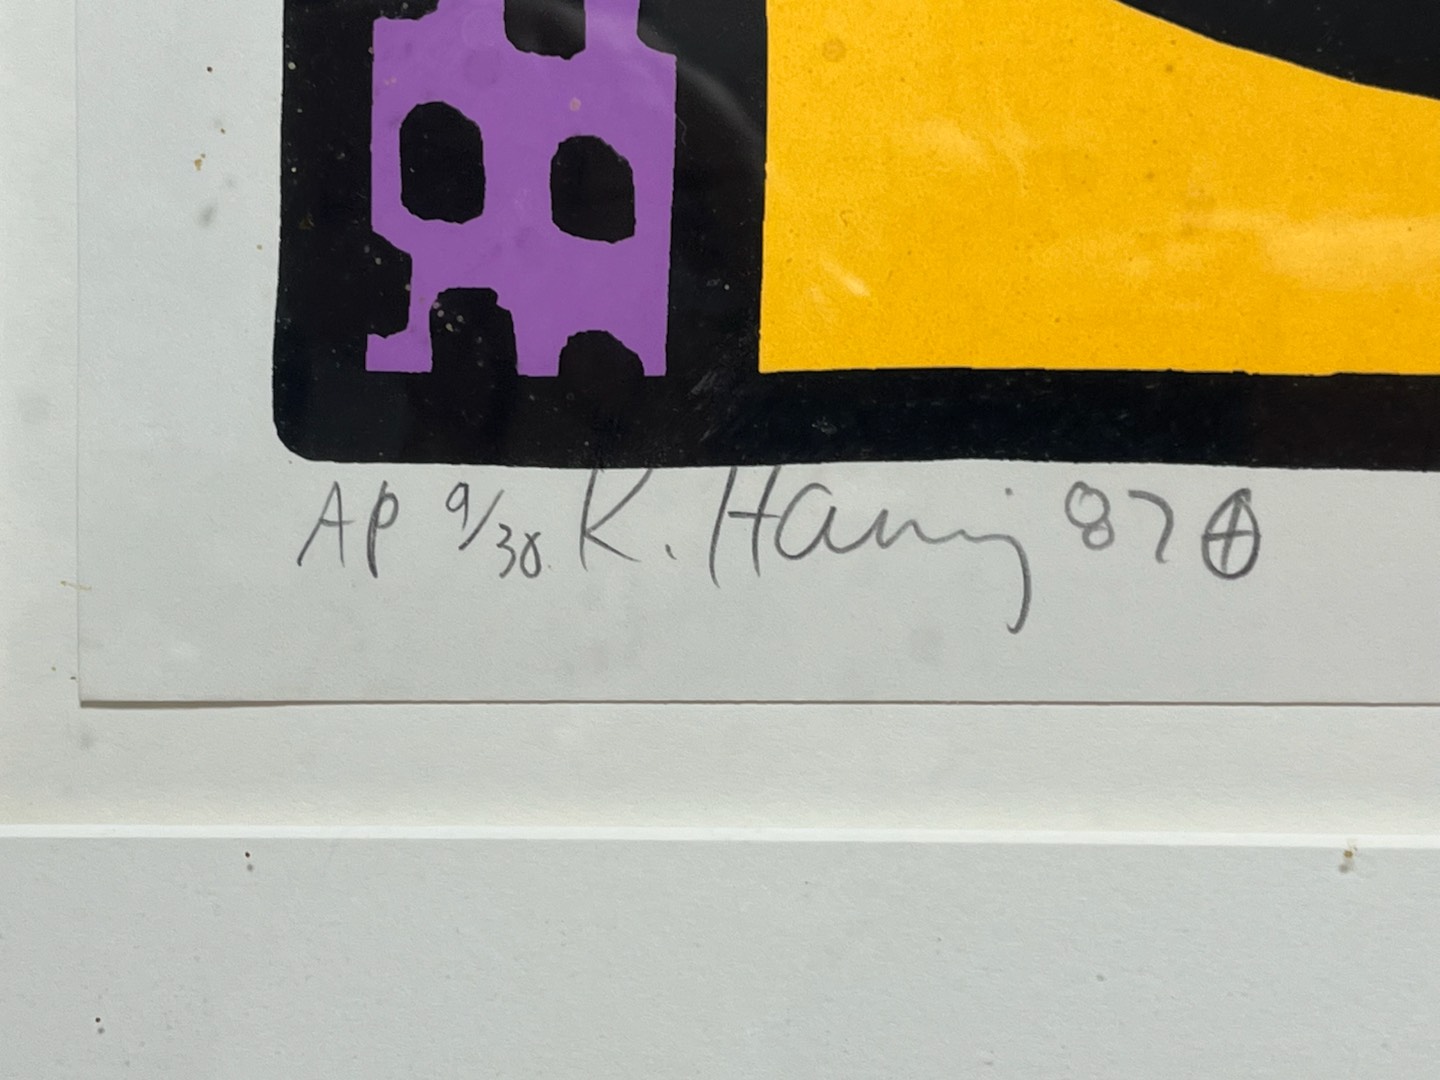 AP 9/30 K. Haring 87 ⊕